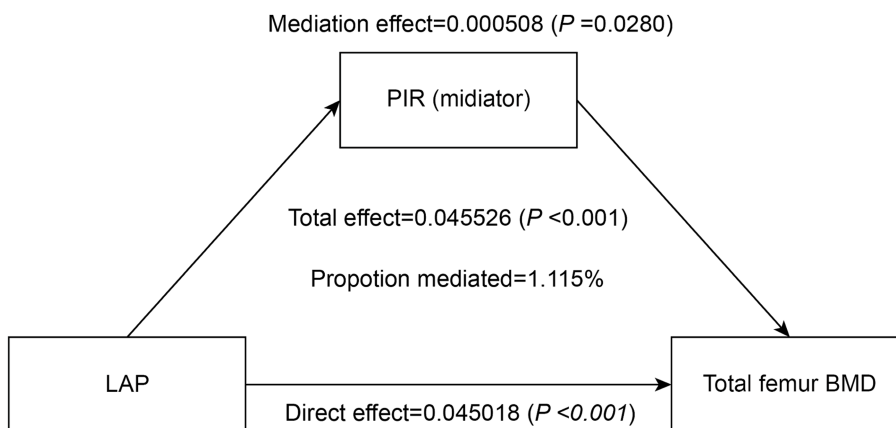 Mediation effect=0.000508 (P =0.0280)
PIR (midiator)
Total effect=0.045526 (P <0.001)
Propotion mediated=1.115%
LAP
Total femur BMD
Direct effect=0.045018 (P <0.001)